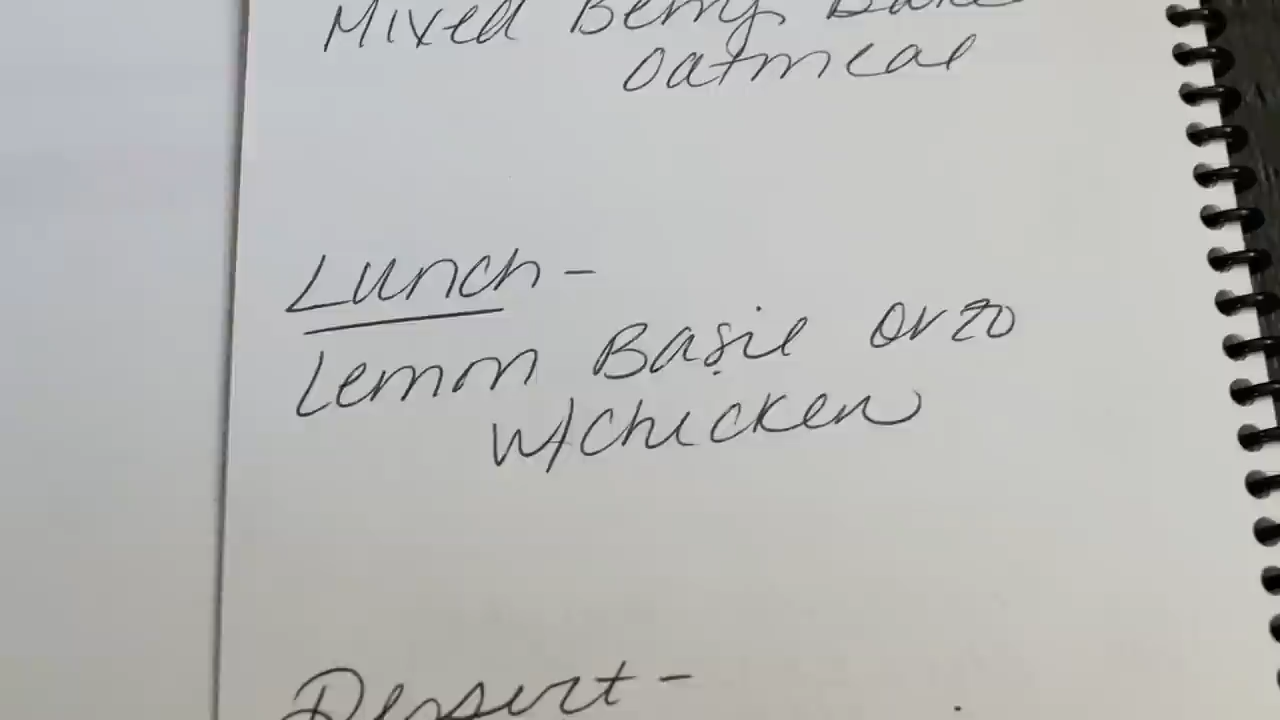 Mixed Berry Bake
Oatmeal
Lunch -
Lemon Basil Orzo
w/Chicken
Dessert -